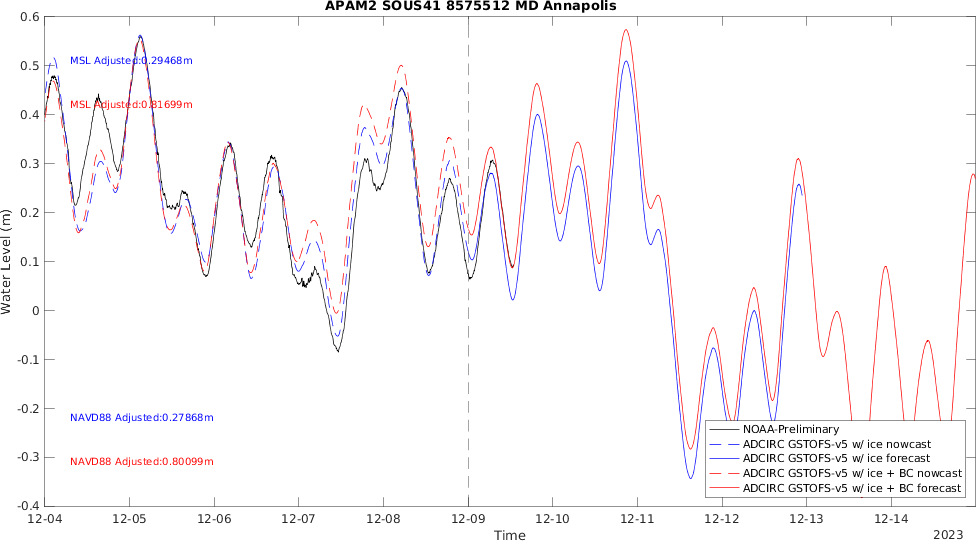 APAM2 SOUS41 8575512 MD Annapolis
0.6
0.5
0.4
0.3
0.2
0.1
0
-0.1
-0.2
-0.3
-0.4
Water Level (m)
MSL Adjusted:0.29468m
MSL Adjusted:0.81699m
NAVD88 Adjusted:0.27868m
NAVD88 Adjusted:0.80099m
NOAA-Preliminary
ADCIRC GSTOFS-v5 w/ ice nowcast
ADCIRC GSTOFS-v5 w/ ice forecast
ADCIRC GSTOFS-v5 w/ ice + BC nowcast
ADCIRC GSTOFS-v5 w/ ice + BC forecast
12-04 12-05 12-06 12-07 12-08 12-09 12-10 12-11 12-12 12-13 12-14
Time
2023